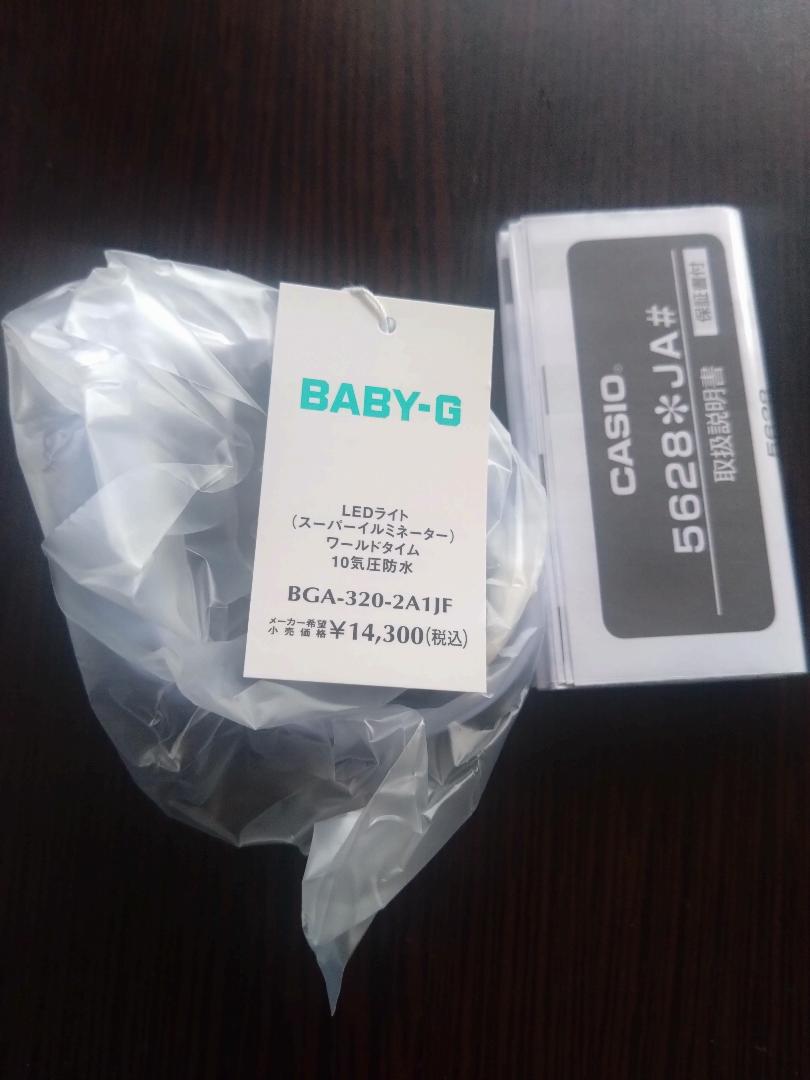 BABY-G
LEDライト
(スーパーイルミネーター)
ワールドタイム
10気圧防水
BGA-320-2A1JF
メーカー希望
小売価格 ¥14,300(税込)
CASIO®
5628*JA#
取扱説明書 保証書付
5628